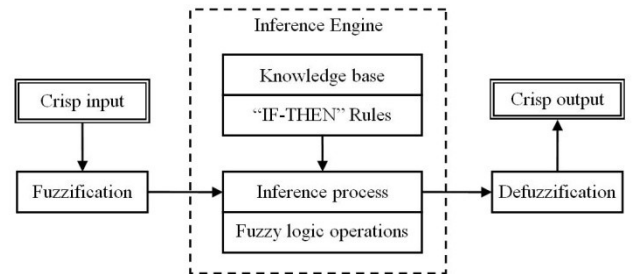 Inference Engine
Knowledge base
“IF-THEN” Rules
Crisp input
Crisp output
Fuzzification
Inference process
Defuzzification
Fuzzy logic operations